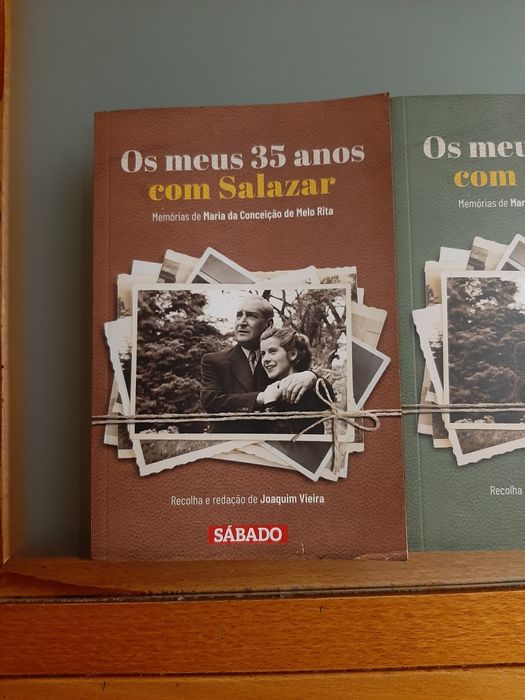 Os meus 35 anos
com Salazar
Memórias de Maria da Conceição de Melo Rita
Recolha e redação de Joaquim Vieira
SÁBADO
Os meu
com
Memórias de Mar
Recolha